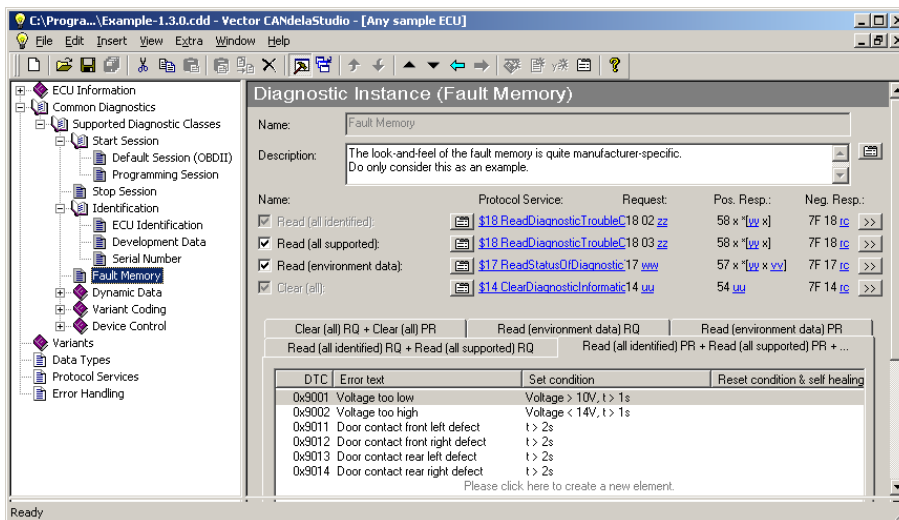 C:\Progra...\Example-1.3.0.cdd - Vector CANdelaStudio - [Any sample ECU]
File Edit Insert View Extra Window Help
ECU Information
Common Diagnostics
Supported Diagnostic Classes
Start Session
Default Session (OBDII)
Programming Session
Stop Session
Identification
ECU Identification
Development Data
Serial Number
Fault Memory
Dynamic Data
Variant Coding
Device Control
Variants
Data Types
Protocol Services
Error Handling
Diagnostic Instance (Fault Memory)
Name: Fault Memory
Description: The look-and-feel of the fault memory is quite manufacturer-specific.
Do only consider this as an example.
Name: Protocol Service: Request: Pos. Resp.: Neg. Resp.:
Read (all identified): $18 ReadDiagnosticTroubleC 18 02 zz 58 x *[yy x] 7F 18 rc >>
Read (all supported): $18 ReadDiagnosticTroubleC 18 03 zz 58 x *[yy x] 7F 18 rc >>
Read (environment data): $17 ReadStatusOfDiagnostic 17 ww 57 x *[yy x vv] 7F 17 rc >>
Clear (all): $14 ClearDiagnosticInformatic 14 uu 54 uu 7F 14 rc >>
Clear (all) RQ + Clear (all) PR Read (environment data) RQ Read (environment data) PR
Read (all identified) RQ + Read (all supported) RQ Read (all identified) PR + Read (all supported) PR + ...
DTC Error text Set condition Reset condition & self healing
0x9001 Voltage too low Voltage > 10V, t > 1s
0x9002 Voltage too high Voltage < 14V, t > 1s
0x9011 Door contact front left defect t > 2s
0x9012 Door contact front right defect t > 2s
0x9013 Door contact rear left defect t > 2s
0x9014 Door contact rear right defect t > 2s
Please click here to create a new element.
Ready